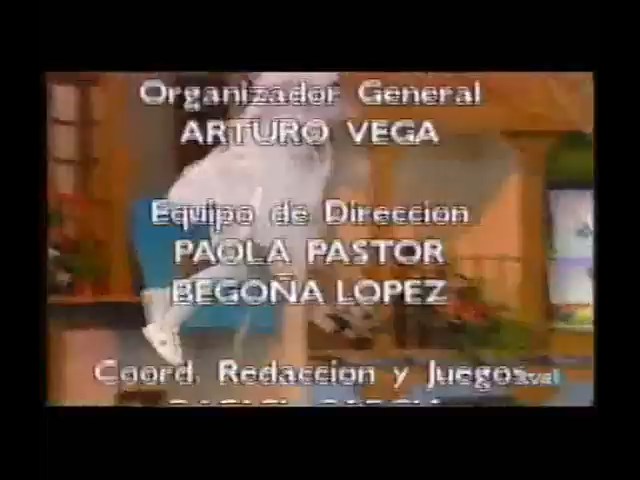 Organizador General
ARTURO VEGA
Equipo de Direccion
PAOLA PASTOR
BEGOÑA LOPEZ
Coord. Redaccion y Juegos